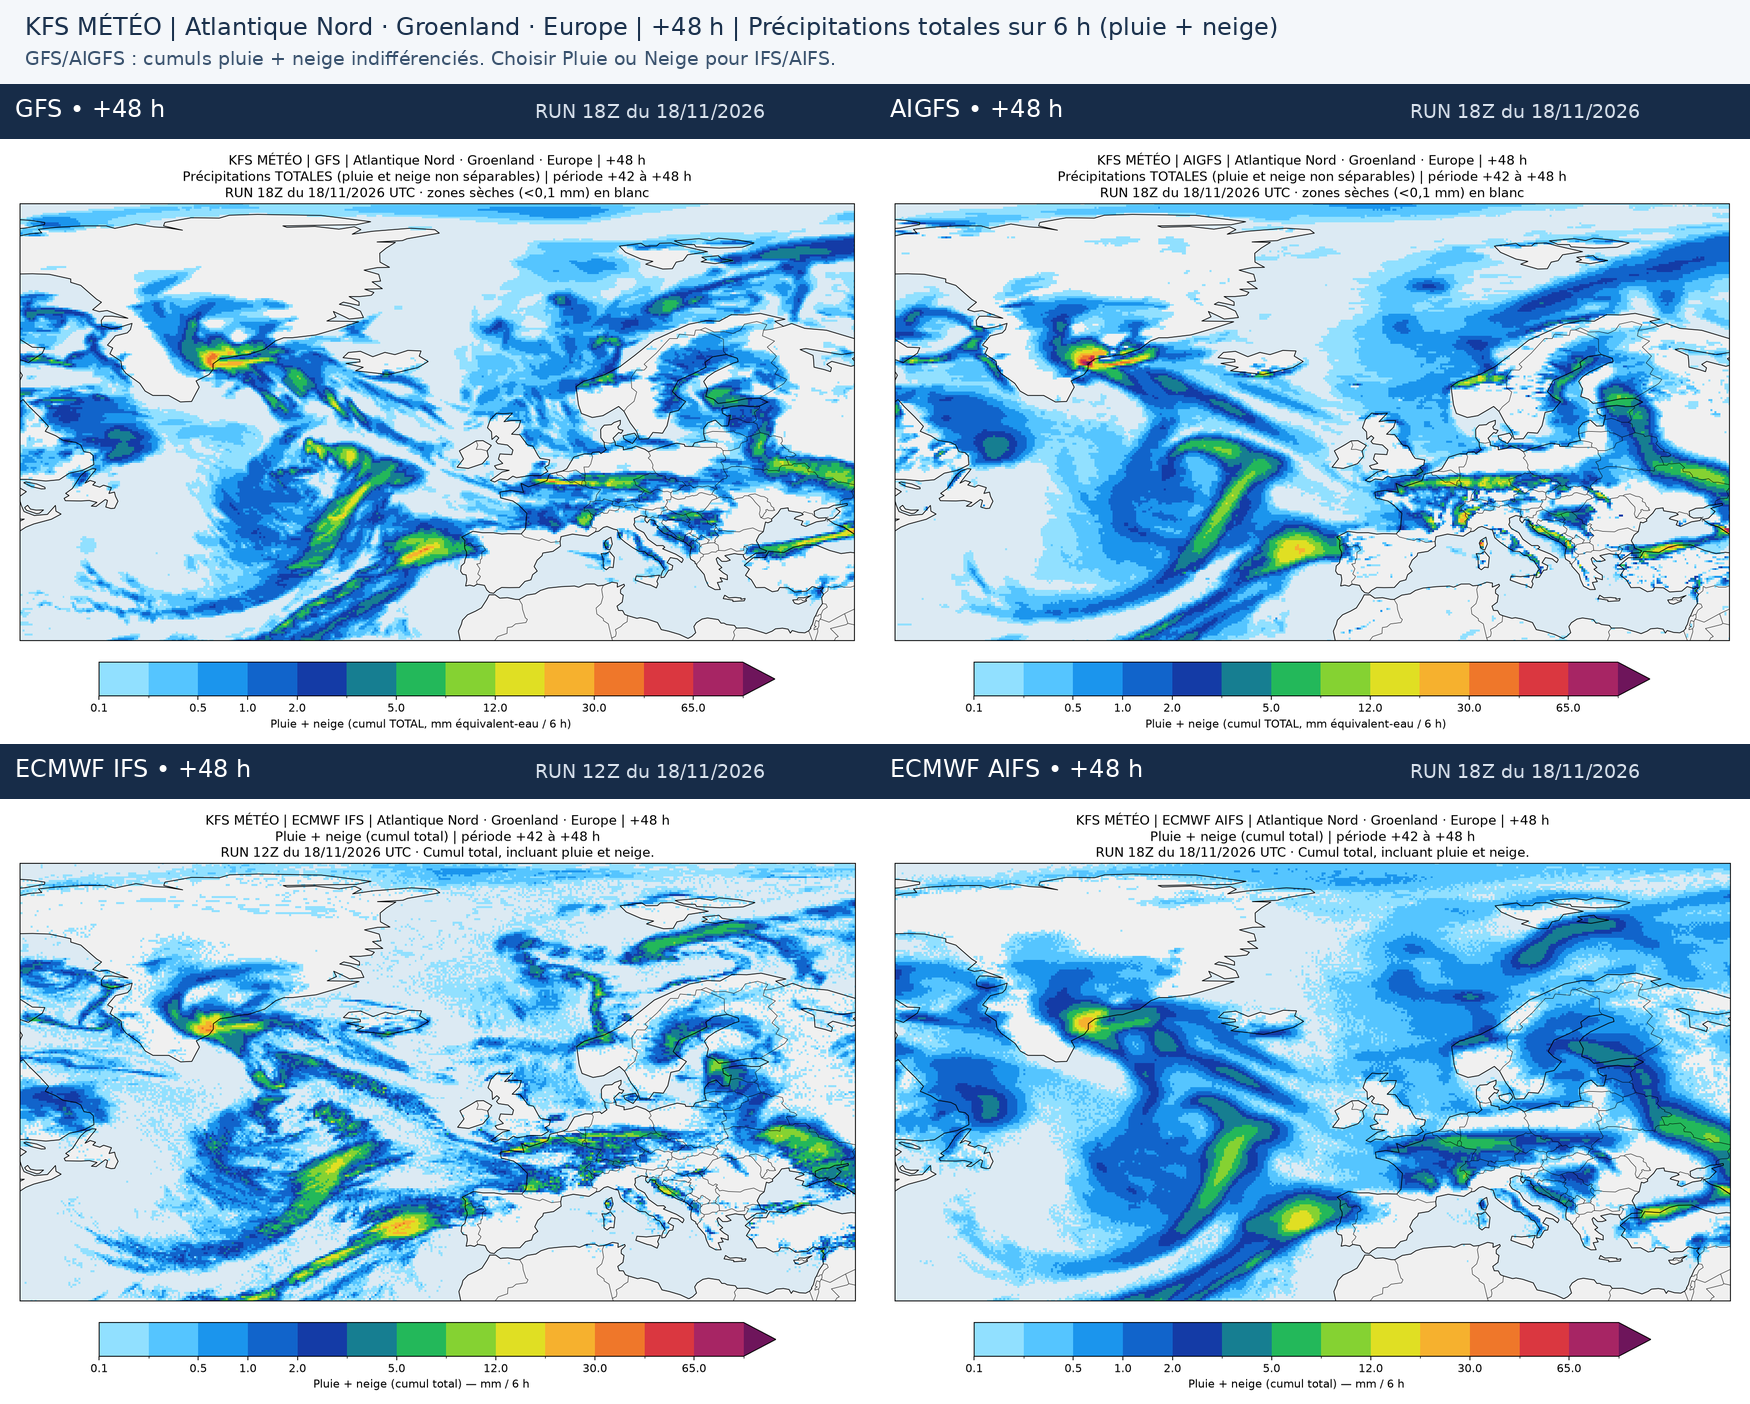 KFS MÉTÉO | Atlantique Nord · Groenland · Europe | +48 h | Précipitations totales sur 6 h (pluie + neige)
GFS/AIGFS : cumuls pluie + neige indifférenciés. Choisir Pluie ou Neige pour IFS/AIFS.
GFS • +48 h RUN 18Z du 18/11/2026
KFS MÉTÉO | GFS | Atlantique Nord · Groenland · Europe | +48 h
Précipitations TOTALES (pluie et neige non séparables) | période +42 à +48 h
RUN 18Z du 18/11/2026 UTC · zones sèches (<0,1 mm) en blanc
0.1 0.5 1.0 2.0 5.0 12.0 30.0 65.0
Pluie + neige (cumul TOTAL, mm équivalent-eau / 6 h)
AIGFS • +48 h RUN 18Z du 18/11/2026
KFS MÉTÉO | AIGFS | Atlantique Nord · Groenland · Europe | +48 h
Précipitations TOTALES (pluie et neige non séparables) | période +42 à +48 h
RUN 18Z du 18/11/2026 UTC · zones sèches (<0,1 mm) en blanc
0.1 0.5 1.0 2.0 5.0 12.0 30.0 65.0
Pluie + neige (cumul TOTAL, mm équivalent-eau / 6 h)
ECMWF IFS • +48 h RUN 12Z du 18/11/2026
KFS MÉTÉO | ECMWF IFS | Atlantique Nord · Groenland · Europe | +48 h
Pluie + neige (cumul total) | période +42 à +48 h
RUN 12Z du 18/11/2026 UTC · Cumul total, incluant pluie et neige.
0.1 0.5 1.0 2.0 5.0 12.0 30.0 65.0
Pluie + neige (cumul total) — mm / 6 h
ECMWF AIFS • +48 h RUN 18Z du 18/11/2026
KFS MÉTÉO | ECMWF AIFS | Atlantique Nord · Groenland · Europe | +48 h
Pluie + neige (cumul total) | période +42 à +48 h
RUN 18Z du 18/11/2026 UTC · Cumul total, incluant pluie et neige.
0.1 0.5 1.0 2.0 5.0 12.0 30.0 65.0
Pluie + neige (cumul total) — mm / 6 h